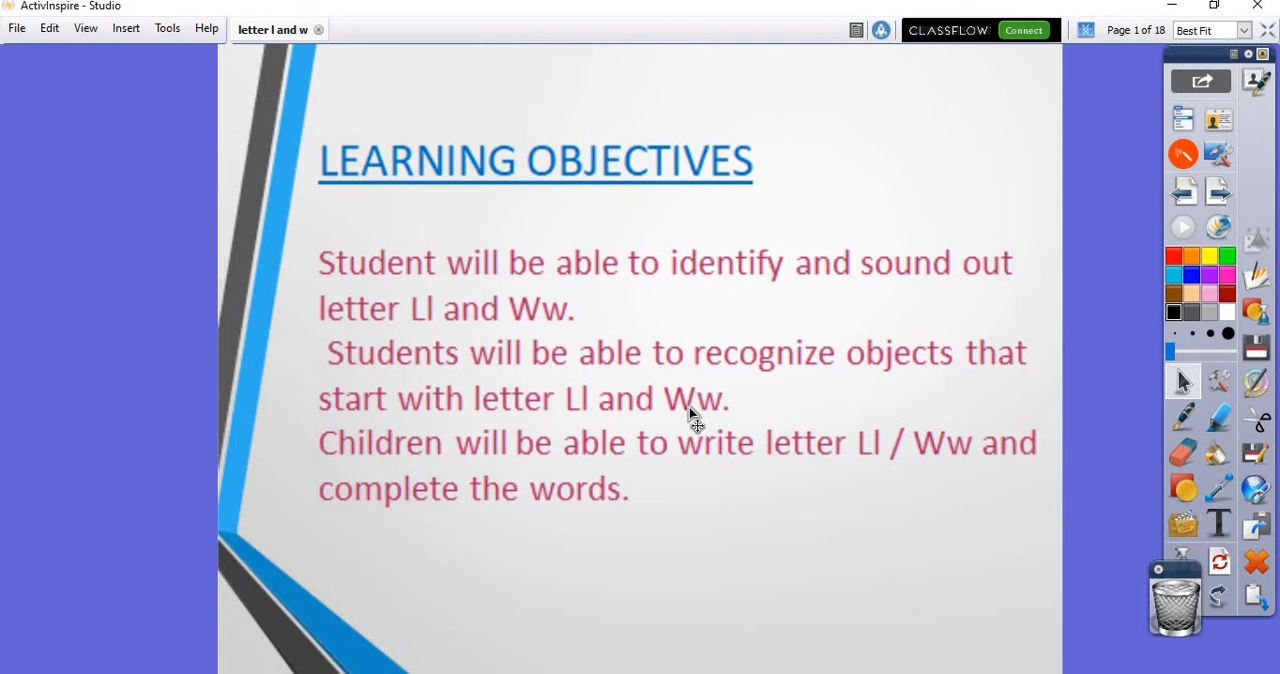 ActivInspire - Studio
File Edit View Insert Tools Help
letter l and w
CLASSFLOW Connect
Page 1 of 18
Best Fit
LEARNING OBJECTIVES
Student will be able to identify and sound out
letter Ll and Ww.
Students will be able to recognize objects that
start with letter Ll and Ww.
Children will be able to write letter Ll / Ww and
complete the words.